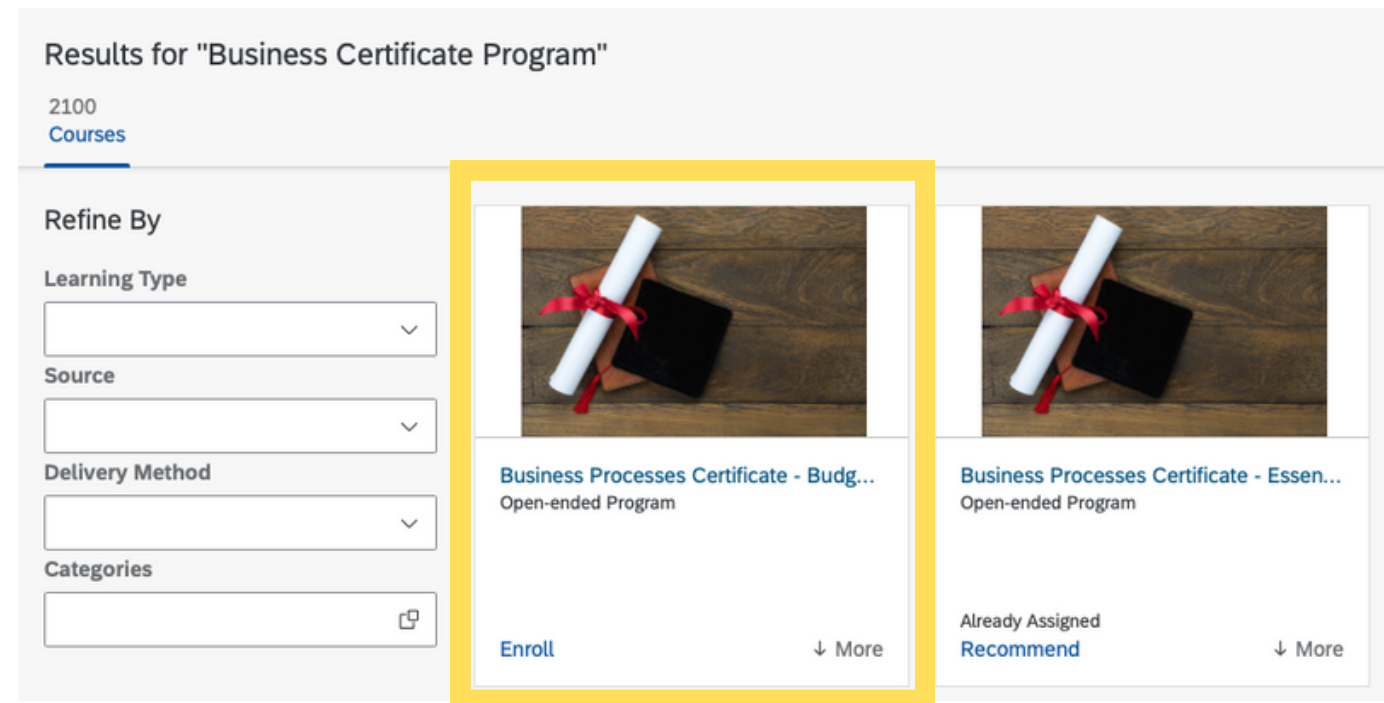 Results for "Business Certificate Program"
2100
Courses
Refine By
Learning Type
Source
Delivery Method
Categories
Business Processes Certificate - Budg...
Open-ended Program
Enroll
↓ More
Business Processes Certificate - Essen...
Open-ended Program
Already Assigned
Recommend
↓ More